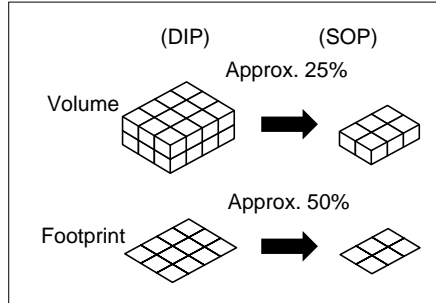 (DIP) (SOP)
Approx. 25%
Volume
Approx. 50%
Footprint